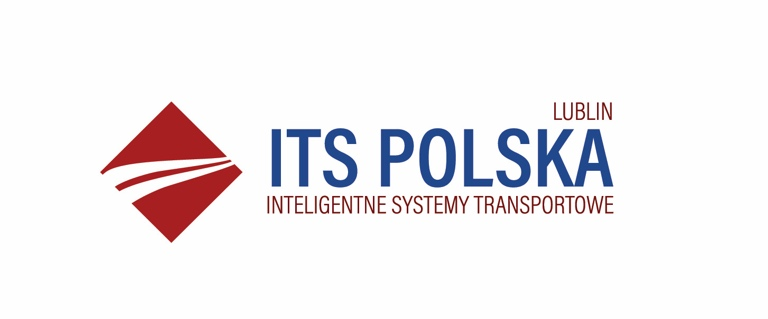 LUBLIN
ITS POLSKA
INTELIGENTNE SYSTEMY TRANSPORTOWE